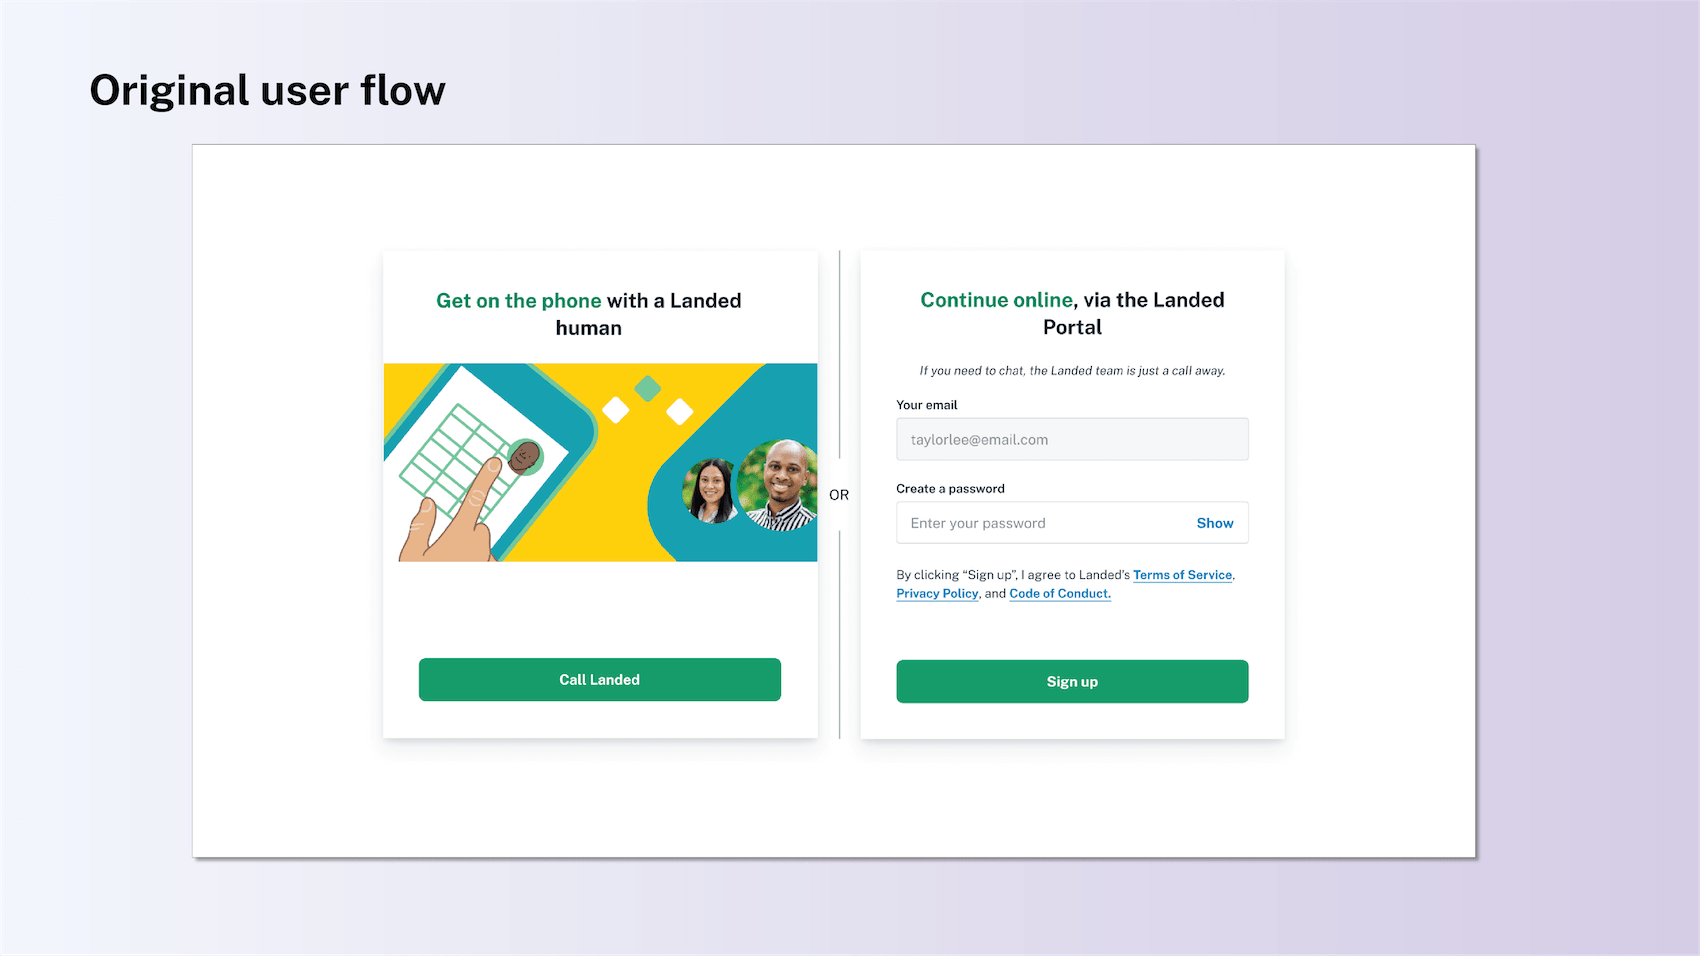 Original user flow
Get on the phone with a Landed
human
Call Landed
OR
Continue online, via the Landed
Portal
If you need to chat, the Landed team is just a call away.
Your email
taylorlee@email.com
Create a password
Enter your password
Show
By clicking “Sign up”, I agree to Landed's Terms of Service,
Privacy Policy, and Code of Conduct.
Sign up